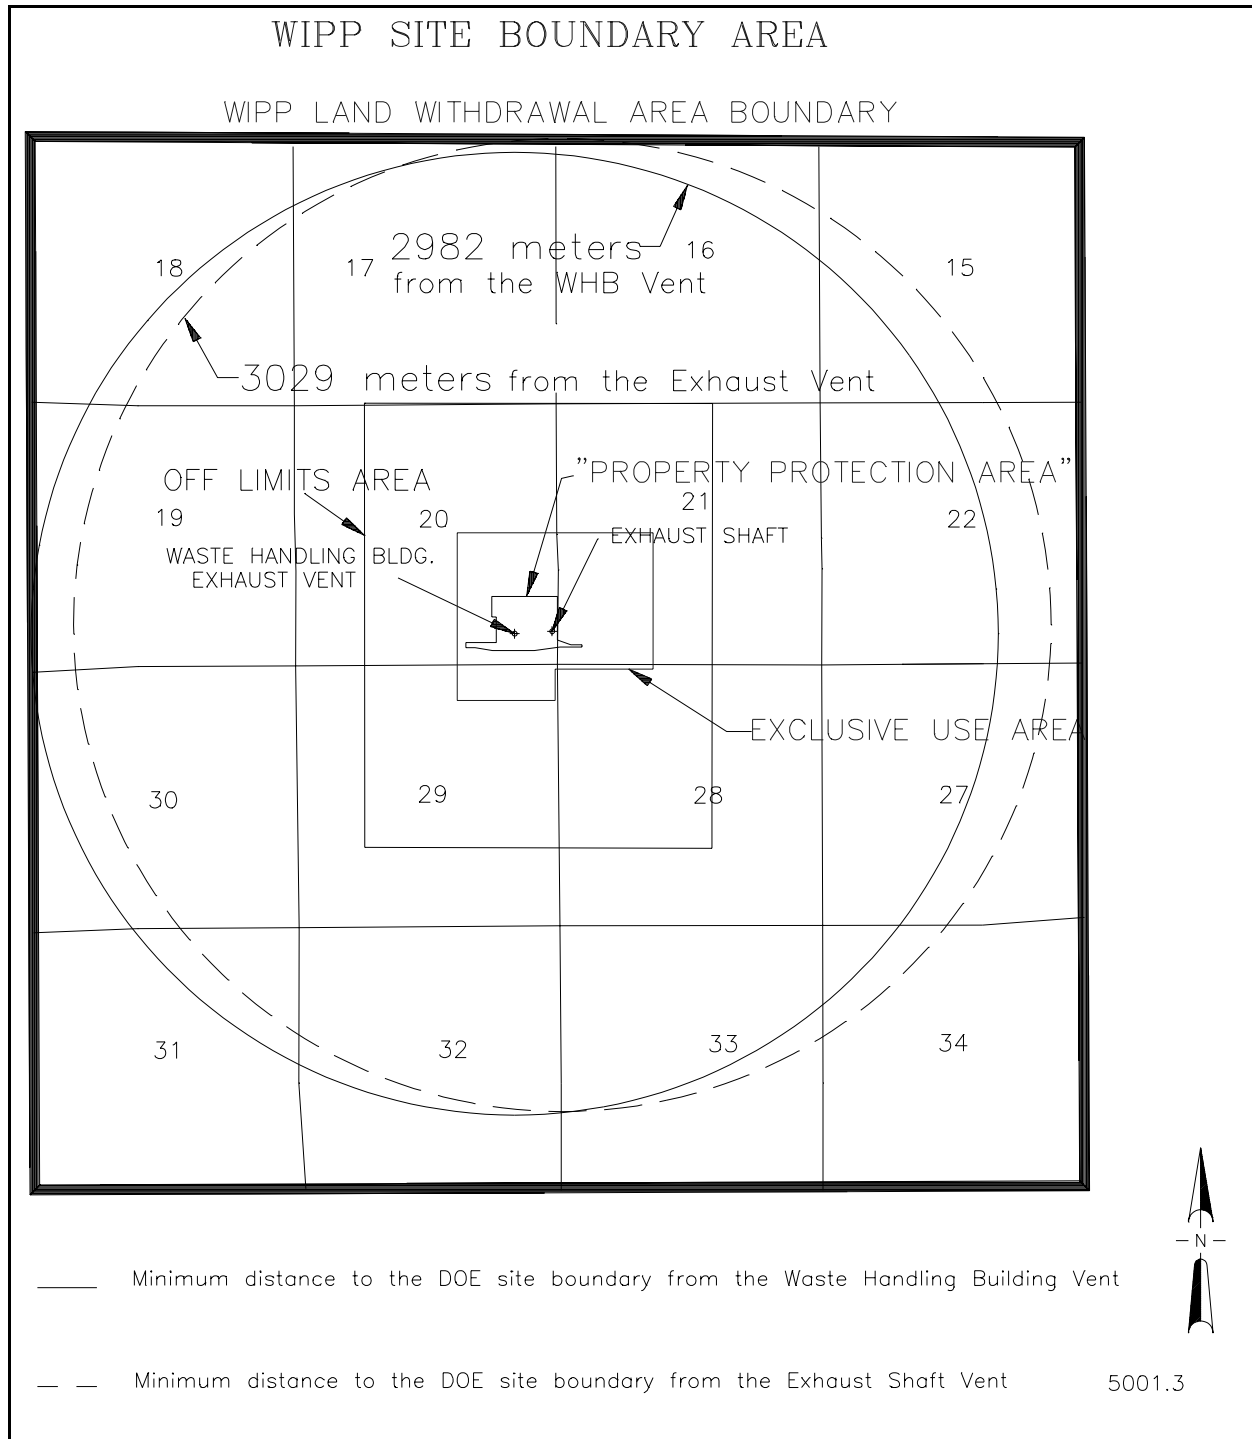 WIPP SITE BOUNDARY AREA
WIPP LAND WITHDRAWAL AREA BOUNDARY
2982 meters
from the WHB Vent
16
18
17
15
3029 meters from the Exhaust Vent
"PROPERTY PROTECTION AREA"
OFF LIMITS AREA
21
19
20
22
EXHAUST SHAFT
WASTE HANDLING BLDG.
EXHAUST VENT
EXCLUSIVE USE AREA
30
29
28
27
31
32
33
34
N
Minimum distance to the DOE site boundary from the Waste Handling Building Vent
Minimum distance to the DOE site boundary from the Exhaust Shaft Vent
5001.3